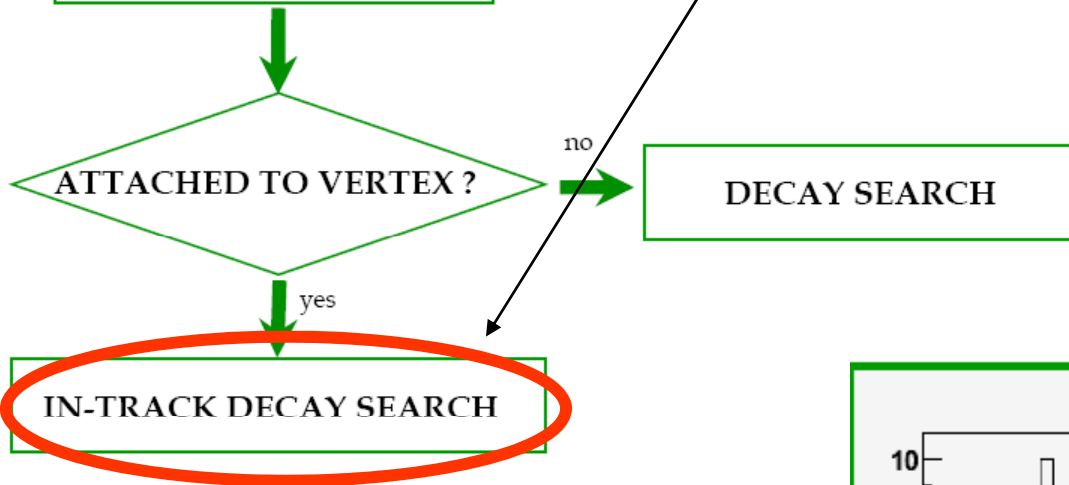 no
ATTACHED TO VERTEX ?
DECAY SEARCH
yes
IN-TRACK DECAY SEARCH
10